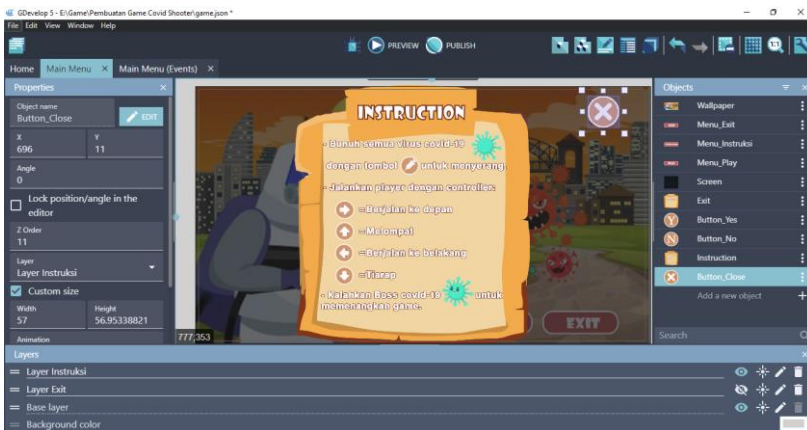 GDevelop 5 - E:\Game\Pembuatan Game Covid Shooter\game.json *
File Edit View Window Help
PREVIEW PUBLISH
1:1
Home Main Menu × Main Menu (Events) ×
Properties ×
Object name
Button_Close
EDIT
X Y
696 11
Angle
0
Lock position/angle in the
editor
Z Order
11
Layer
Layer Instruksi
Custom size
Width Height
57 56.95338821
Animation
INSTRUCTION
- Bunuh semua virus covid-19
dengan tombol untuk menyerang.
- Jalankan player dengan controller:
= Berjalan ke depan
= Melompat
= Berjalan ke belakang
= Tiarap
- Kalahkan Boss covid-19 untuk
memenangkan game.
EXIT
777;353
Objects
Wallpaper
Menu_Exit
Menu_Instruksi
Menu_Play
Screen
Exit
Y Button_Yes
N Button_No
Instruction
Button_Close
Add a new object
Search
Layers
Layer Instruksi
Layer Exit
Base layer
Background color